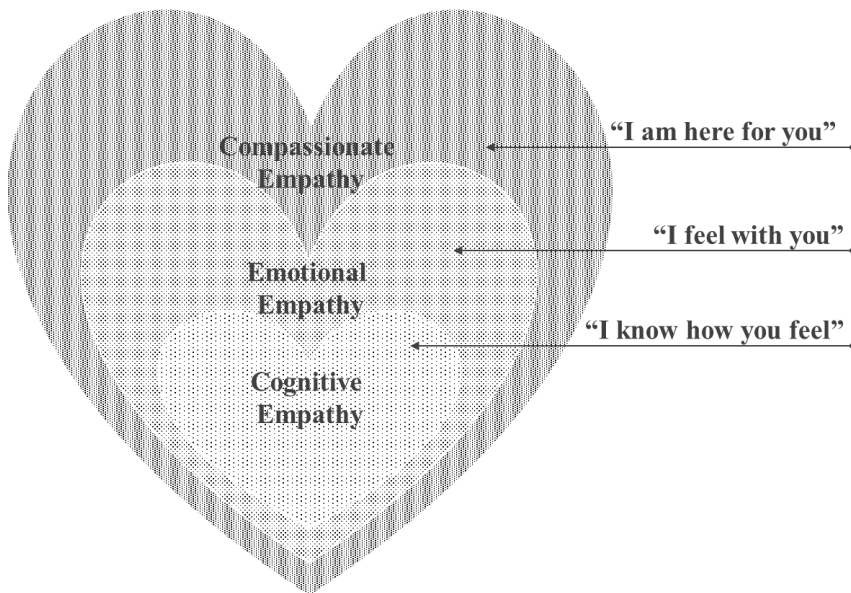 Compassionate
Empathy
“I am here for you”
Emotional
Empathy
“I feel with you”
Cognitive
Empathy
“I know how you feel”